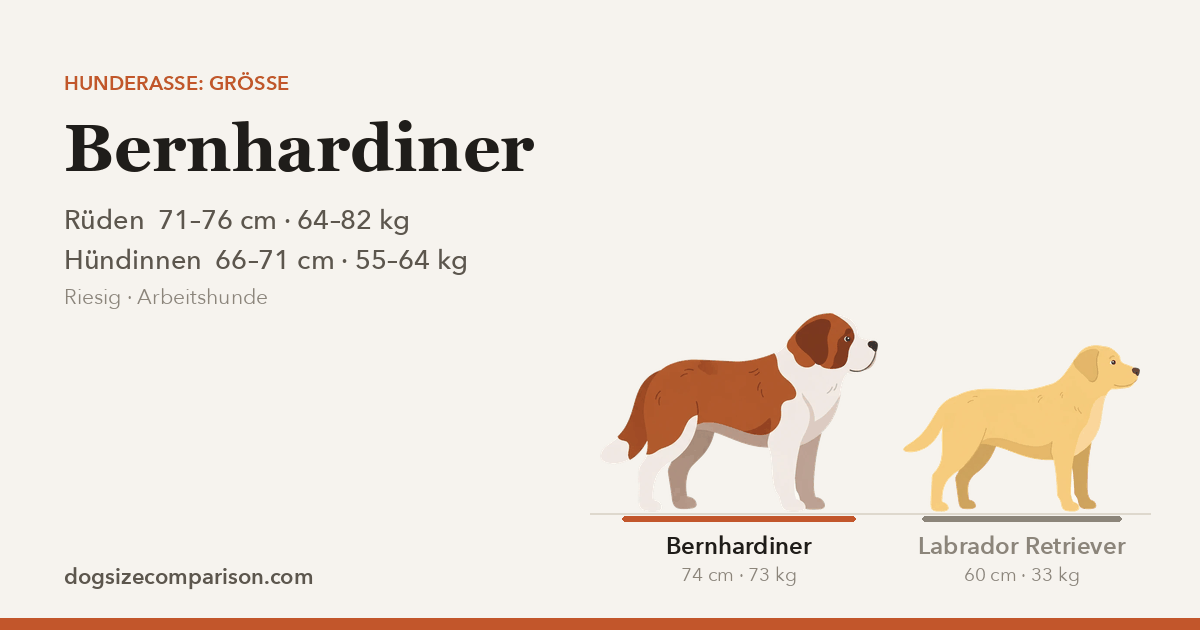 HUNDERASSE: GRÖSSE
Bernhardiner
Rüden 71–76 cm · 64–82 kg
Hündinnen 66–71 cm · 55–64 kg
Riesig · Arbeitshunde
Bernhardiner
74 cm · 73 kg
Labrador Retriever
60 cm · 33 kg
dogsizecomparison.com